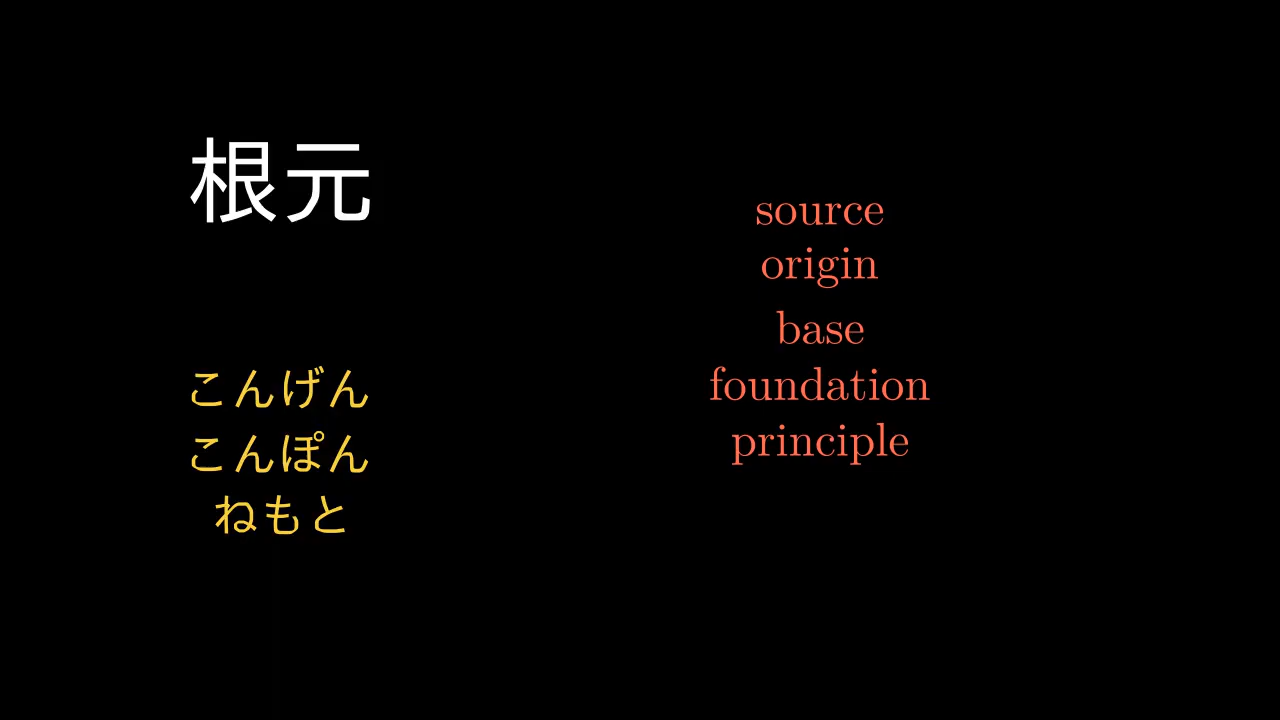 根元
こんげん
こんぽん
ねもと
source
origin
base
foundation
principle